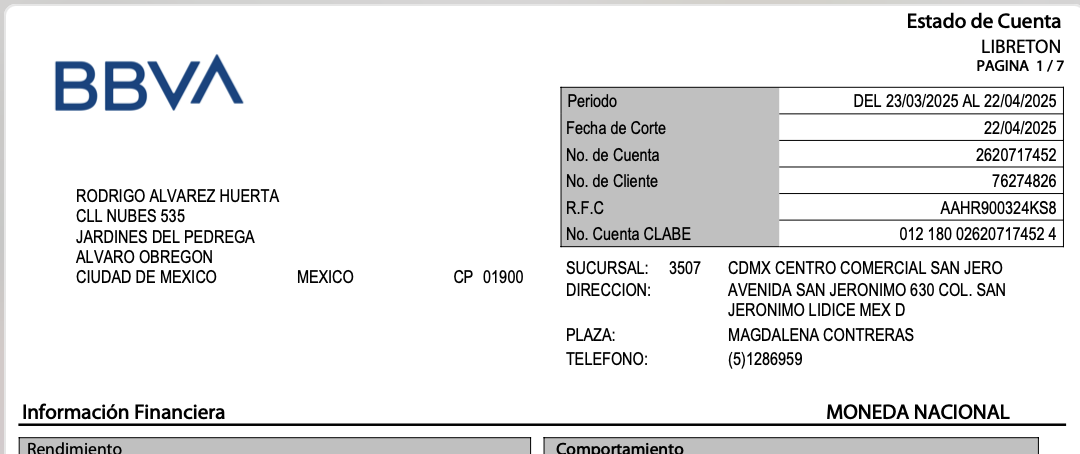 Estado de Cuenta
LIBRETON
PAGINA 1 / 7
BBVA
Periodo DEL 23/03/2025 AL 22/04/2025
Fecha de Corte 22/04/2025
No. de Cuenta 2620717452
No. de Cliente 76274826
R.F.C AAHR900324KS8
No. Cuenta CLABE 012 180 02620717452 4
RODRIGO ALVAREZ HUERTA
CLL NUBES 535
JARDINES DEL PEDREGA
ALVARO OBREGON
CIUDAD DE MEXICO MEXICO CP 01900
SUCURSAL: 3507 CDMX CENTRO COMERCIAL SAN JERO
DIRECCION: AVENIDA SAN JERONIMO 630 COL. SAN
JERONIMO LIDICE MEX D
PLAZA: MAGDALENA CONTRERAS
TELEFONO: (5)1286959
Información Financiera MONEDA NACIONAL
Rendimiento Comportamiento